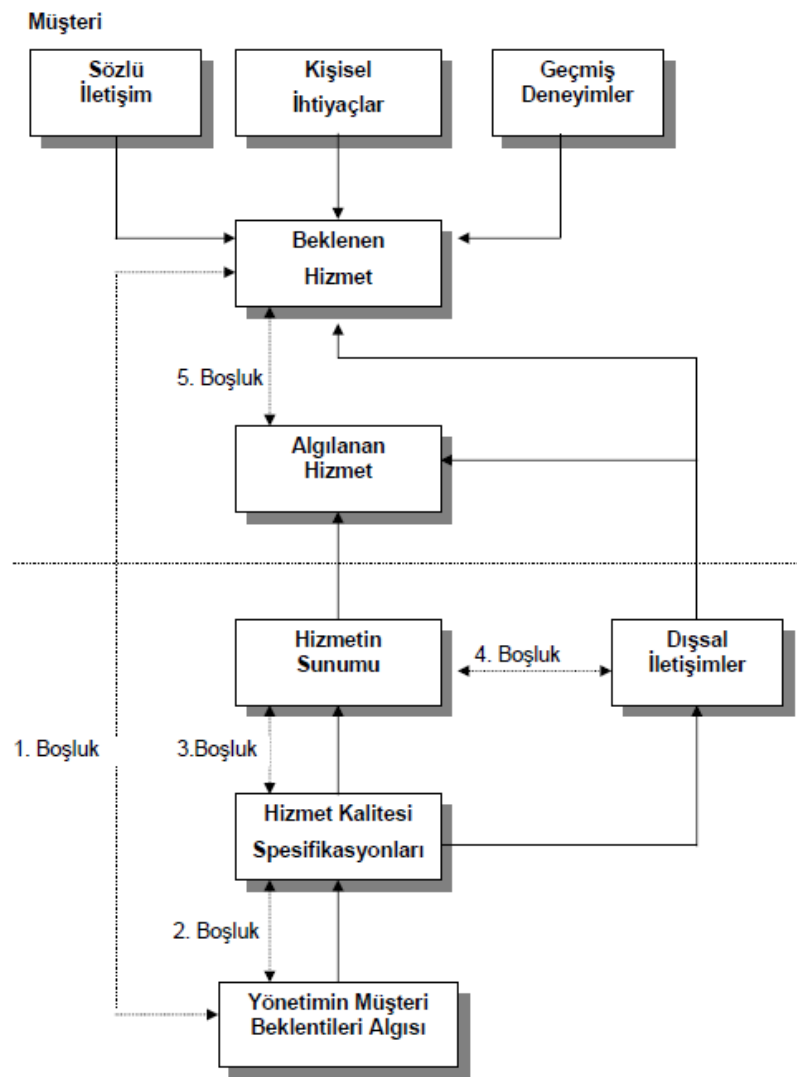 Müşteri
Sözlü
İletişim
Kişisel
İhtiyaçlar
Geçmiş
Deneyimler
Beklenen
Hizmet
5. Boşluk
Algılanan
Hizmet
Hizmetin
Sunumu
4. Boşluk
Dışsal
İletişimler
1. Boşluk
3.Boşluk
Hizmet Kalitesi
Spesifikasyonları
2. Boşluk
Yönetimin Müşteri
Beklentileri Algısı